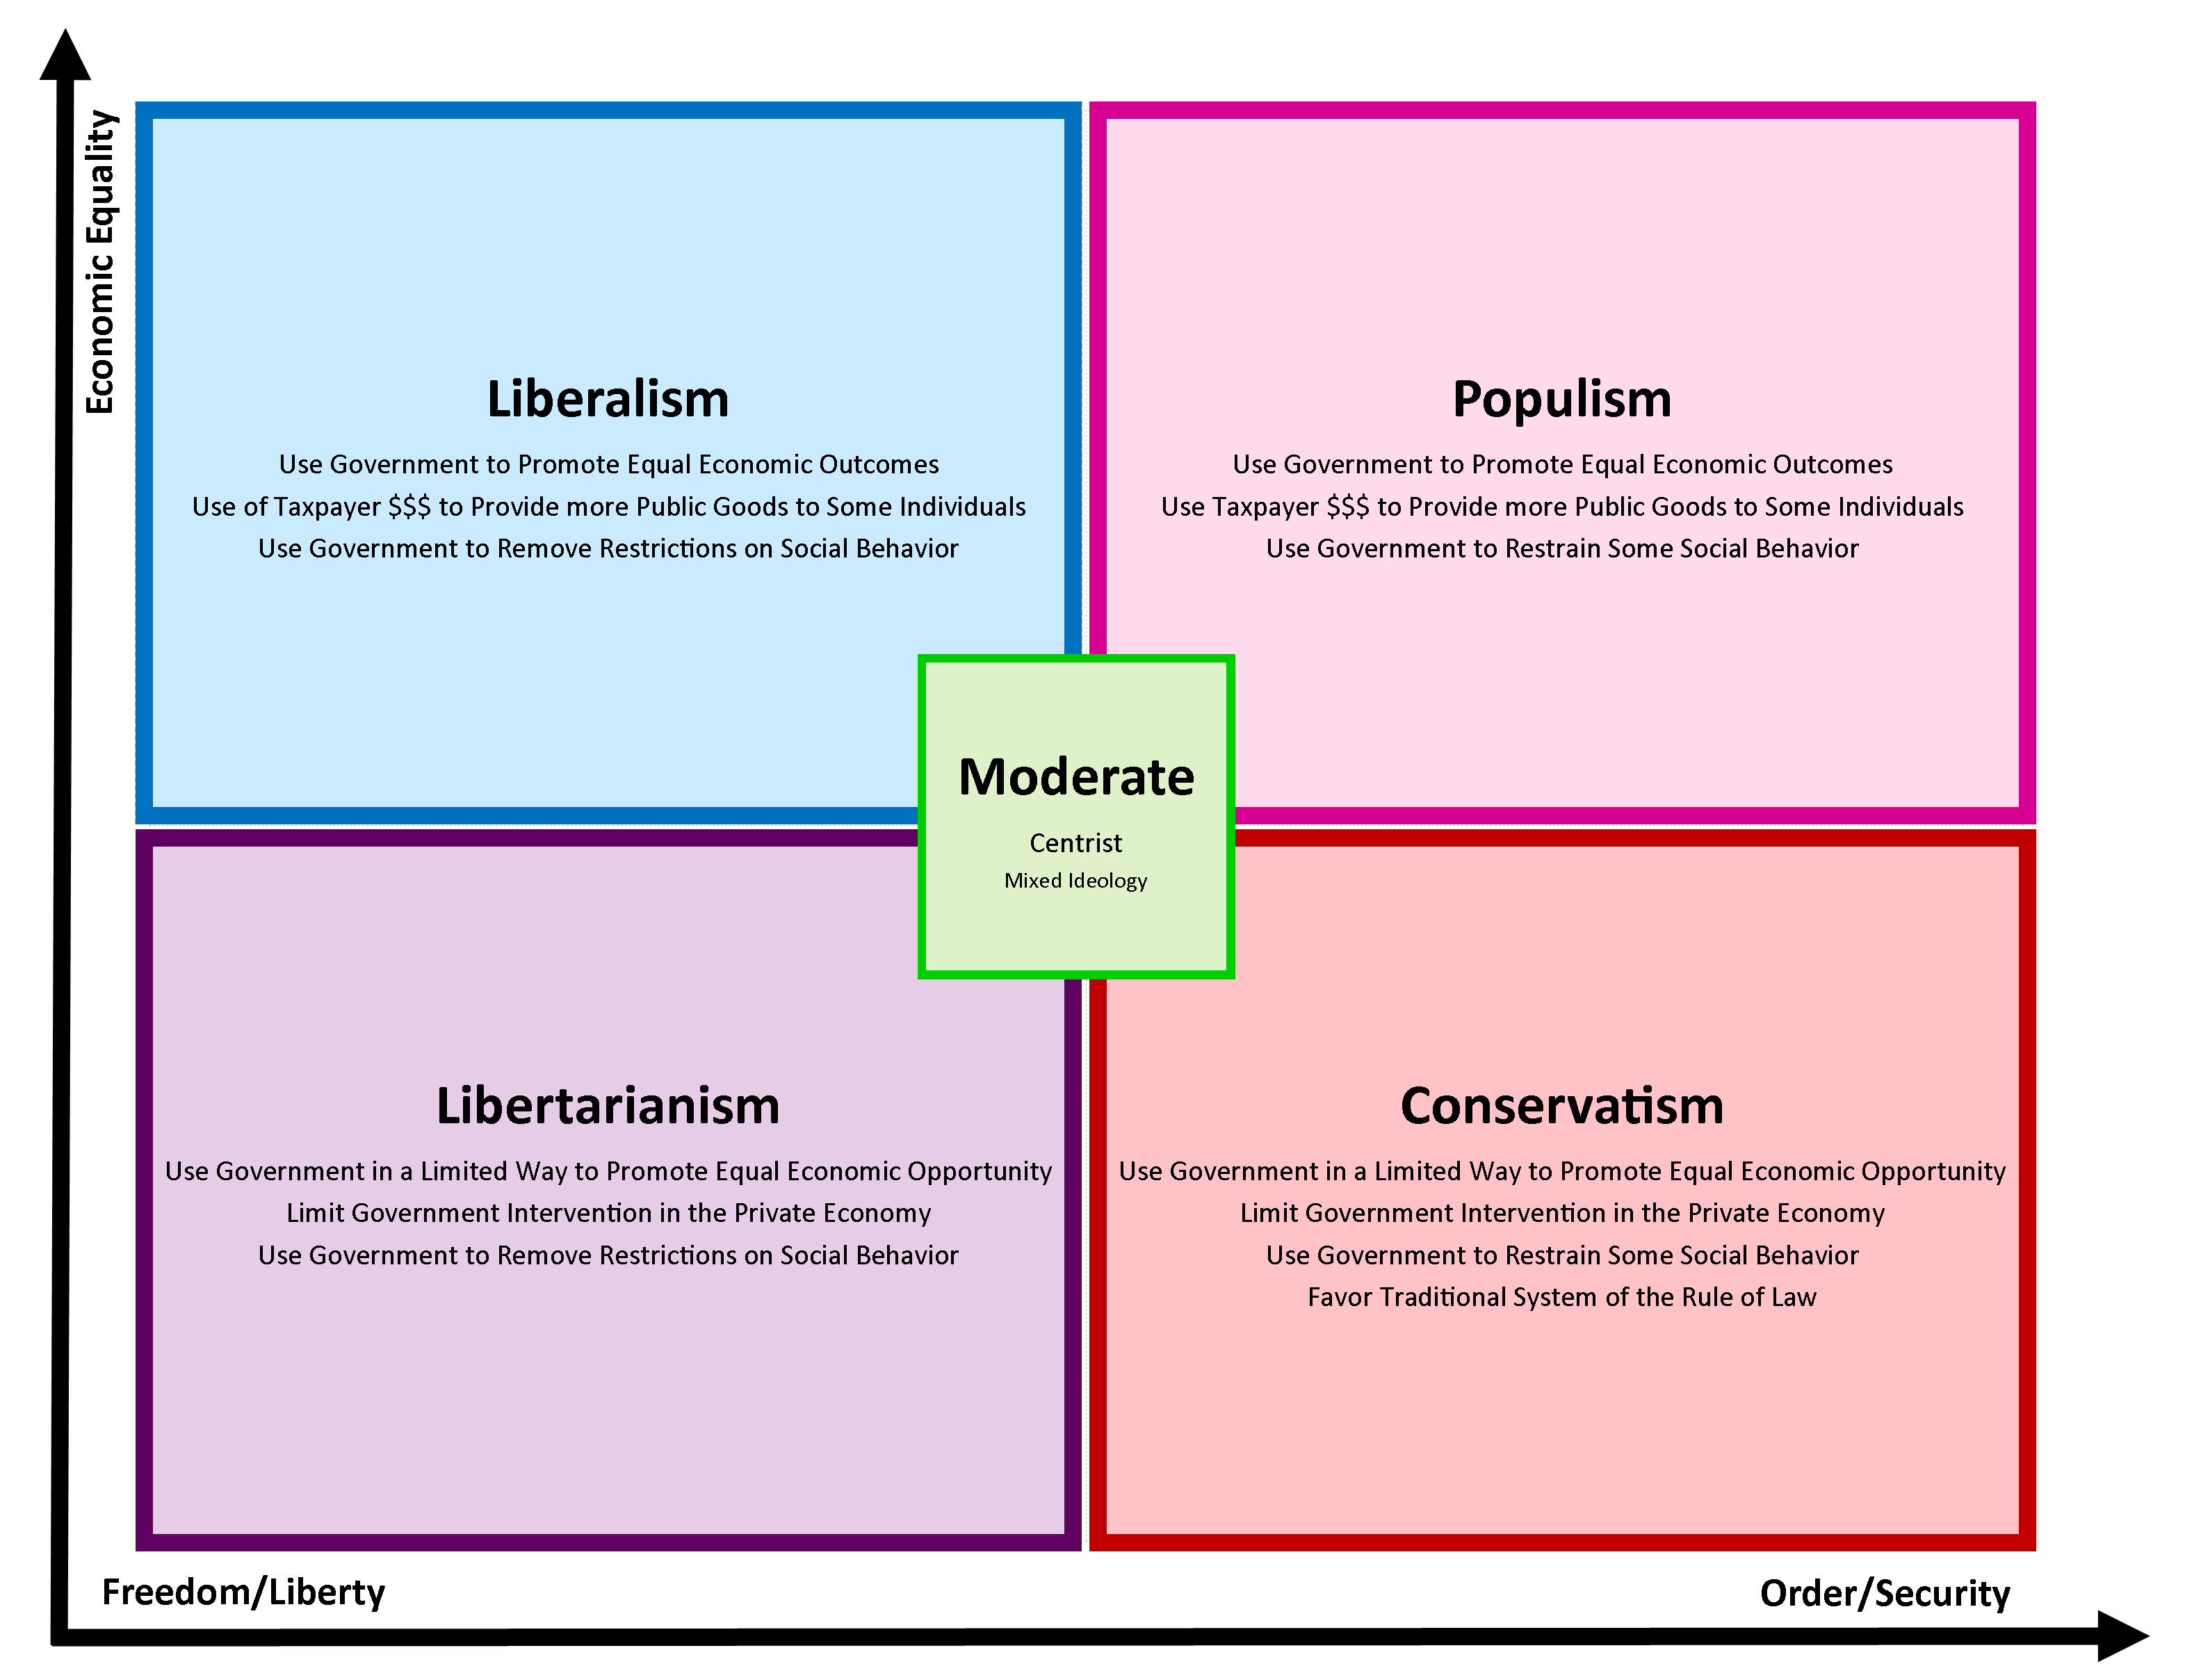 Economic Equality
Liberalism
Use Government to Promote Equal Economic Outcomes
Use of Taxpayer $$$ to Provide more Public Goods to Some Individuals
Use Government to Remove Restrictions on Social Behavior
Populism
Use Government to Promote Equal Economic Outcomes
Use Taxpayer $$$ to Provide more Public Goods to Some Individuals
Use Government to Restrain Some Social Behavior
Moderate
Centrist
Mixed Ideology
Libertarianism
Use Government in a Limited Way to Promote Equal Economic Opportunity
Limit Government Intervention in the Private Economy
Use Government to Remove Restrictions on Social Behavior
Conservatism
Use Government in a Limited Way to Promote Equal Economic Opportunity
Limit Government Intervention in the Private Economy
Use Government to Restrain Some Social Behavior
Favor Traditional System of the Rule of Law
Freedom/Liberty
Order/Security